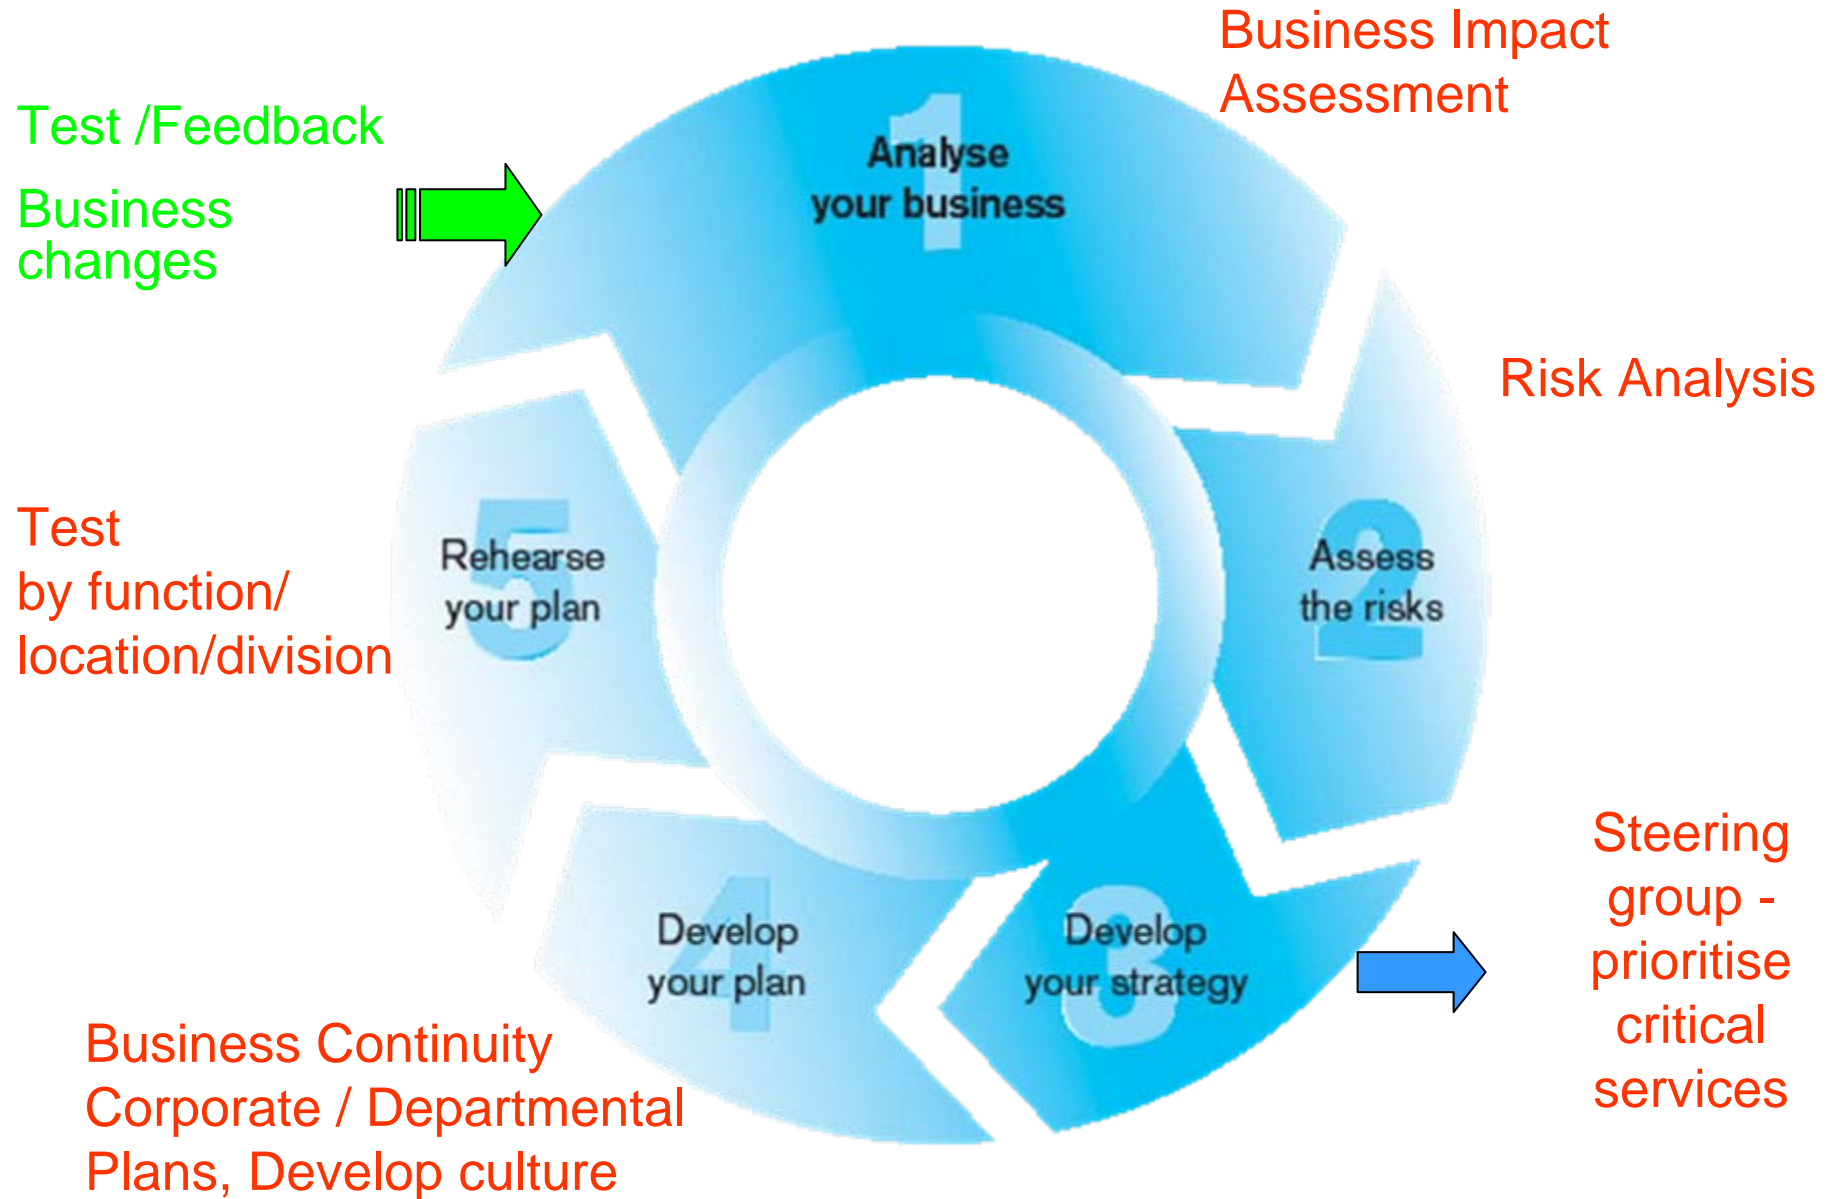 Business Impact
Assessment
Test /Feedback
Business
changes
1
Analyse
your business
Risk Analysis
2
Assess
the risks
Steering
group -
prioritise
critical
services
3
Develop
your strategy
4
Develop
your plan
Business Continuity
Corporate / Departmental
Plans, Develop culture
5
Rehearse
your plan
Test
by function/
location/division